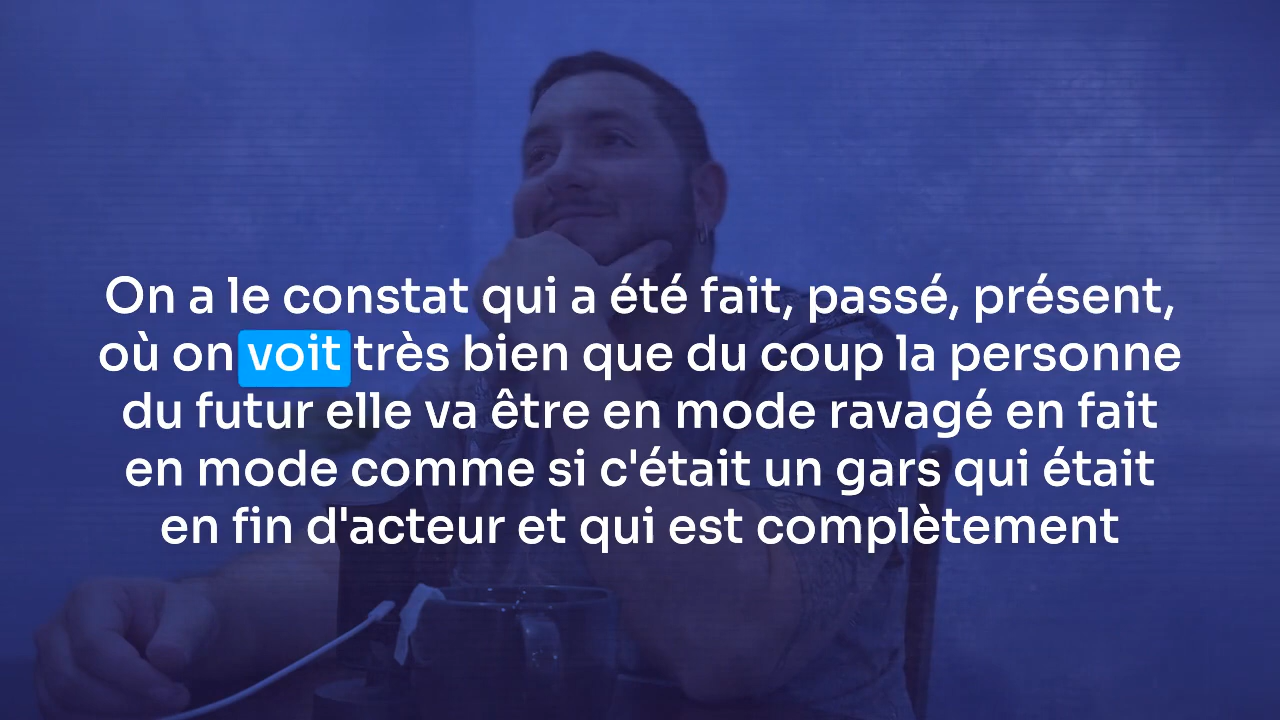 On a le constat qui a été fait, passé, présent,
où on voit très bien que du coup la personne
du futur elle va être en mode ravagé en fait
en mode comme si c'était un gars qui était
en fin d'acteur et qui est complètement